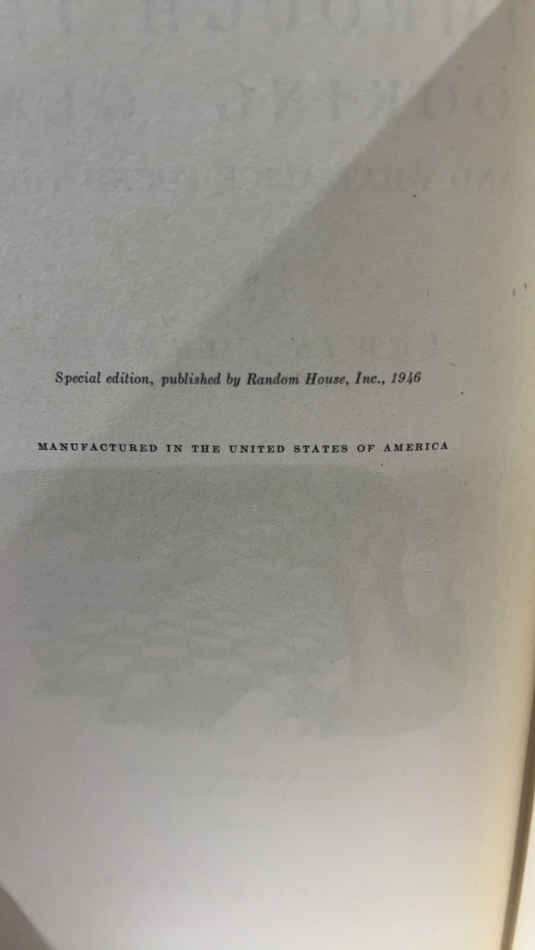 Special edition, published by Random House, Inc., 1946
MANUFACTURED IN THE UNITED STATES OF AMERICA